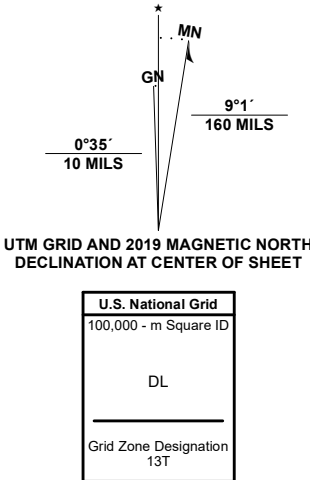 MN
GN
9°1´
160 MILS
0°35´
10 MILS
UTM GRID AND 2019 MAGNETIC NORTH
DECLINATION AT CENTER OF SHEET
U.S. National Grid
100,000 - m Square ID
DL
Grid Zone Designation
13T